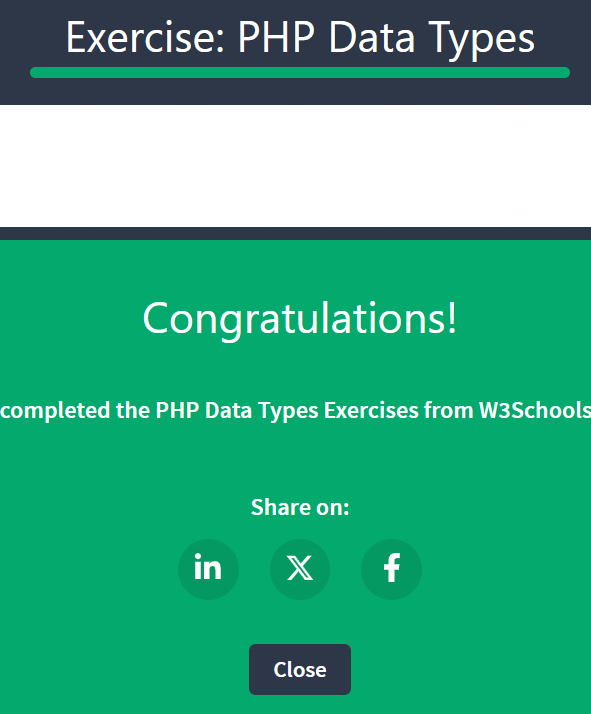 Exercise: PHP Data Types
Congratulations!
completed the PHP Data Types Exercises from W3Schools
Share on:
in X f
Close